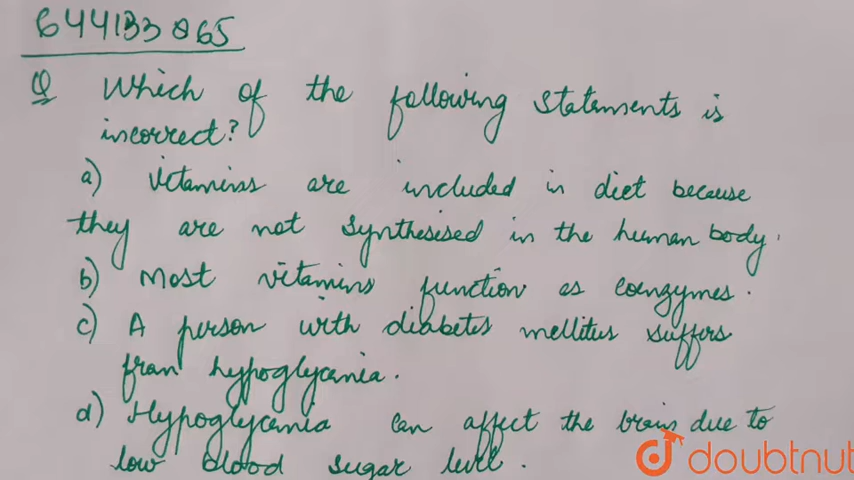 644133065
Q Which of the following statements is
incorrect?
a) Vitamins are included in diet because
they are not synthesised in the human body.
b) Most vitamins function as coenzymes.
c) A person with diabetes mellitus suffers
from hypoglycemia.
d) Hypoglycemia can affect the brain due to
low blood sugar level.
doubtnut